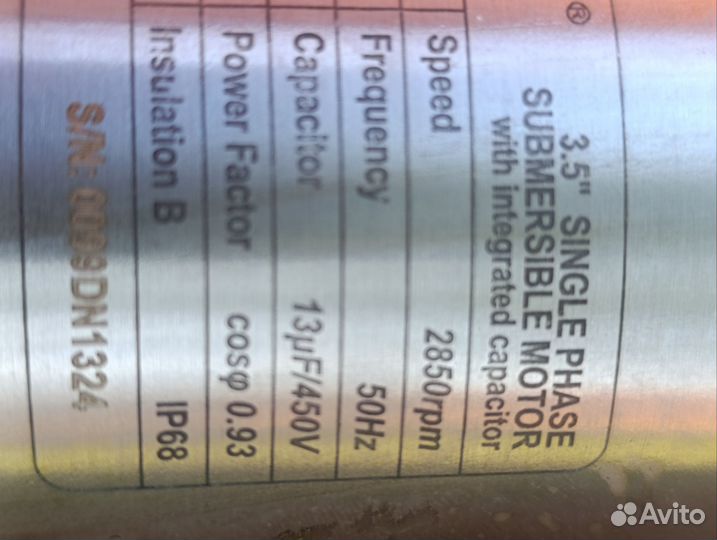 ®
3.5" SINGLE PHASE
SUBMERSIBLE MOTOR
with integrated capacitor
Speed 2850rpm
Frequency 50Hz
Capacitor 13µF/450V
Power Factor cosφ 0.93
Insulation B IP68
S/N: 0099DN1324
Avito